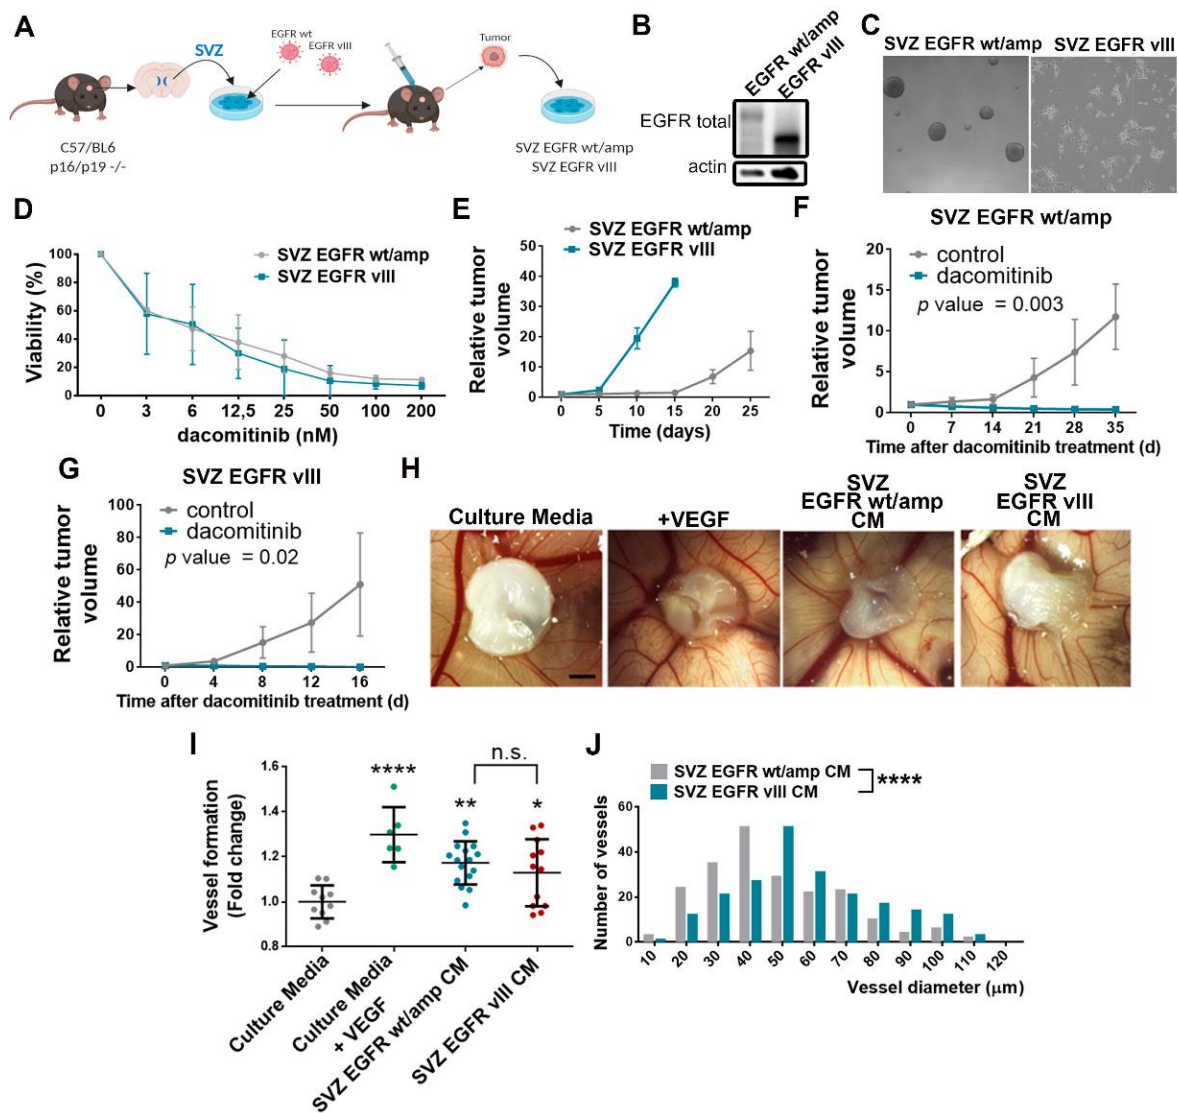 A
SVZ
EGFR wt
EGFR vIII
Tumor
C57/BL6
p16/p19 -/-
SVZ EGFR wt/amp
SVZ EGFR vIII
B
EGFR wt/amp
EGFR vIII
EGFR total
actin
C
SVZ EGFR wt/amp
SVZ EGFR vIII
D
Viability (%)
100
80
60
40
20
0
SVZ EGFR wt/amp
SVZ EGFR vIII
0 3 6 12,5 25 50 100 200
dacomitinib (nM)
E
SVZ EGFR wt/amp
SVZ EGFR vIII
Relative tumor
volume
50
40
30
20
10
0
0 5 10 15 20 25
Time (days)
F
SVZ EGFR wt/amp
Relative tumor
volume
20
15
10
5
0
control
dacomitinib
p value = 0.003
0 7 14 21 28 35
Time after dacomitinib treatment (d)
G
SVZ EGFR vIII
Relative tumor
volume
100
80
60
40
20
0
control
dacomitinib
p value = 0.02
0 4 8 12 16
Time after dacomitinib treatment (d)
H
Culture Media
+VEGF
SVZ
EGFR wt/amp
CM
SVZ
EGFR vIII
CM
I
Vessel formation
(Fold change)
1.6
1.4
1.2
1.0
0.8
****
**
*
n.s.
Culture Media
Culture Media
+ VEGF
SVZ EGFR wt/amp CM
SVZ EGFR vIII CM
J
SVZ EGFR wt/amp CM
SVZ EGFR vIII CM
****
Number of vessels
60
40
20
0
10 20 30 40 50 60 70 80 90 100 110 120
Vessel diameter (μm)